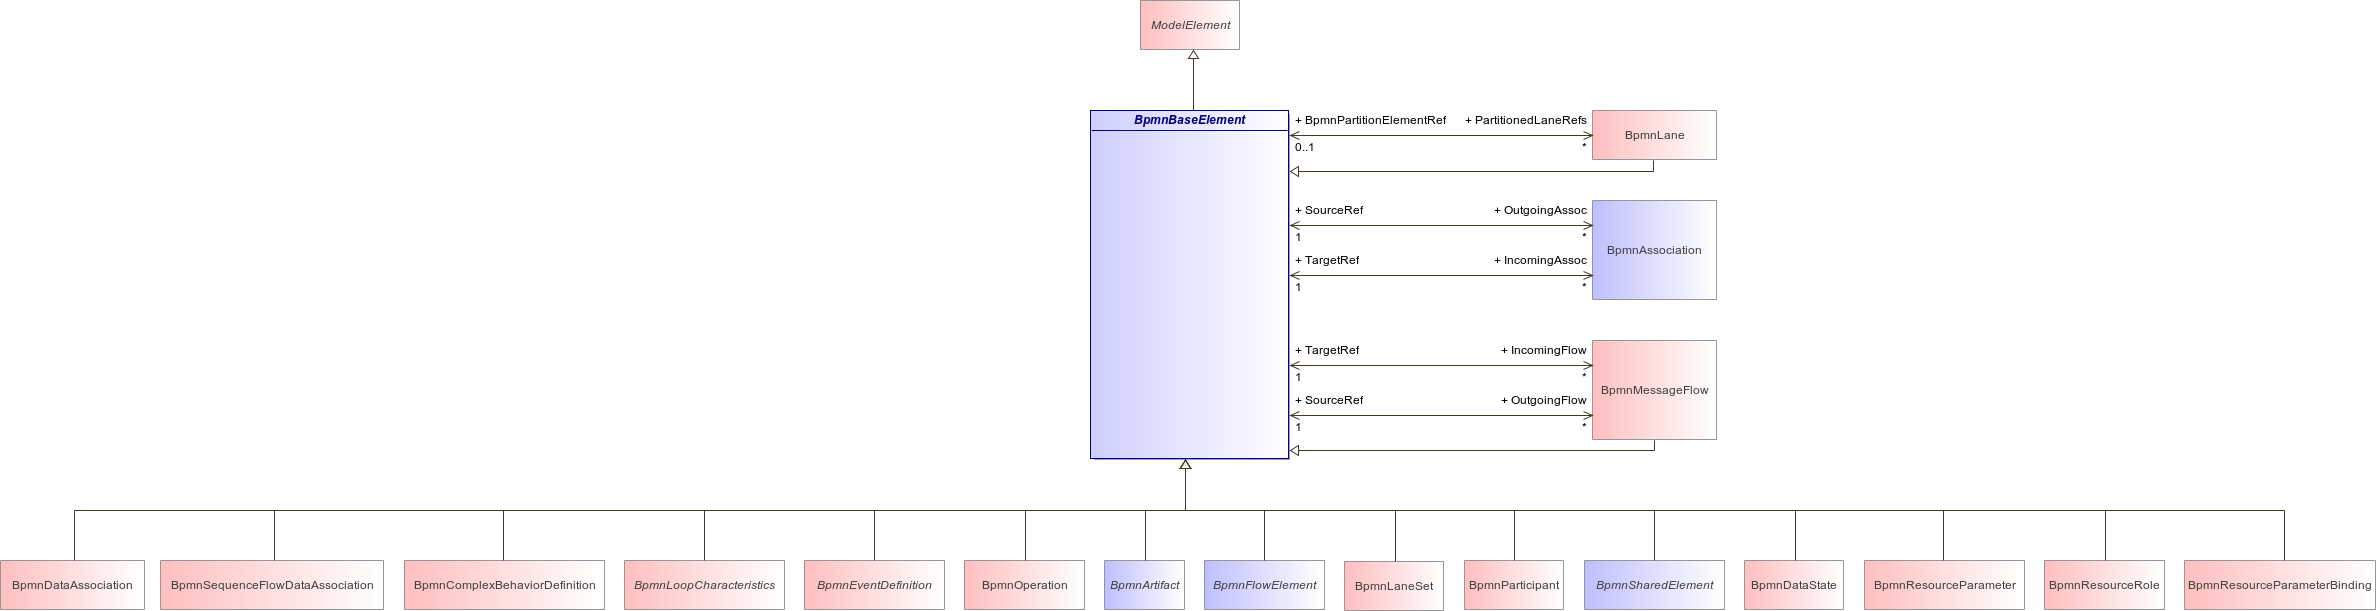 ModelElement
BpmnBaseElement
+ BpmnPartitionElementRef + PartitionedLaneRefs
0..1 *
BpmnLane
+ SourceRef + OutgoingAssoc
1 *
BpmnAssociation
+ TargetRef + IncomingAssoc
1 *
+ TargetRef + IncomingFlow
1 *
BpmnMessageFlow
+ SourceRef + OutgoingFlow
1 *
BpmnDataAssociation
BpmnSequenceFlowDataAssociation
BpmnComplexBehaviorDefinition
BpmnLoopCharacteristics
BpmnEventDefinition
BpmnOperation
BpmnArtifact
BpmnFlowElement
BpmnLaneSet
BpmnParticipant
BpmnSharedElement
BpmnDataState
BpmnResourceParameter
BpmnResourceRole
BpmnResourceParameterBinding